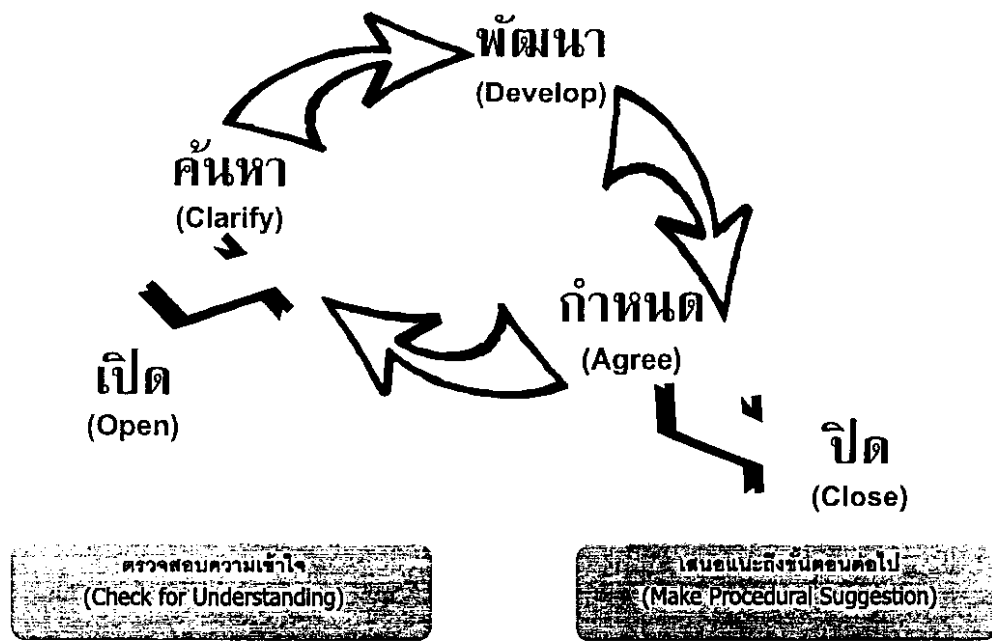 พัฒนา
(Develop)
ค้นหา
(Clarify)
กำหนด
(Agree)
เปิด
(Open)
ปิด
(Close)
ตรวจสอบความเข้าใจ
(Check for Understanding)
เสนอแนะถึงขั้นตอนต่อไป
(Make Procedural Suggestion)